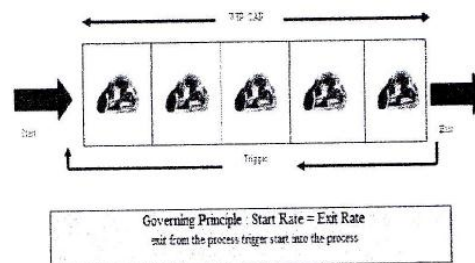 WIP CAP
Start
Exit
Trigger
Governing Principle : Start Rate = Exit Rate
exit from the process trigger start into the process